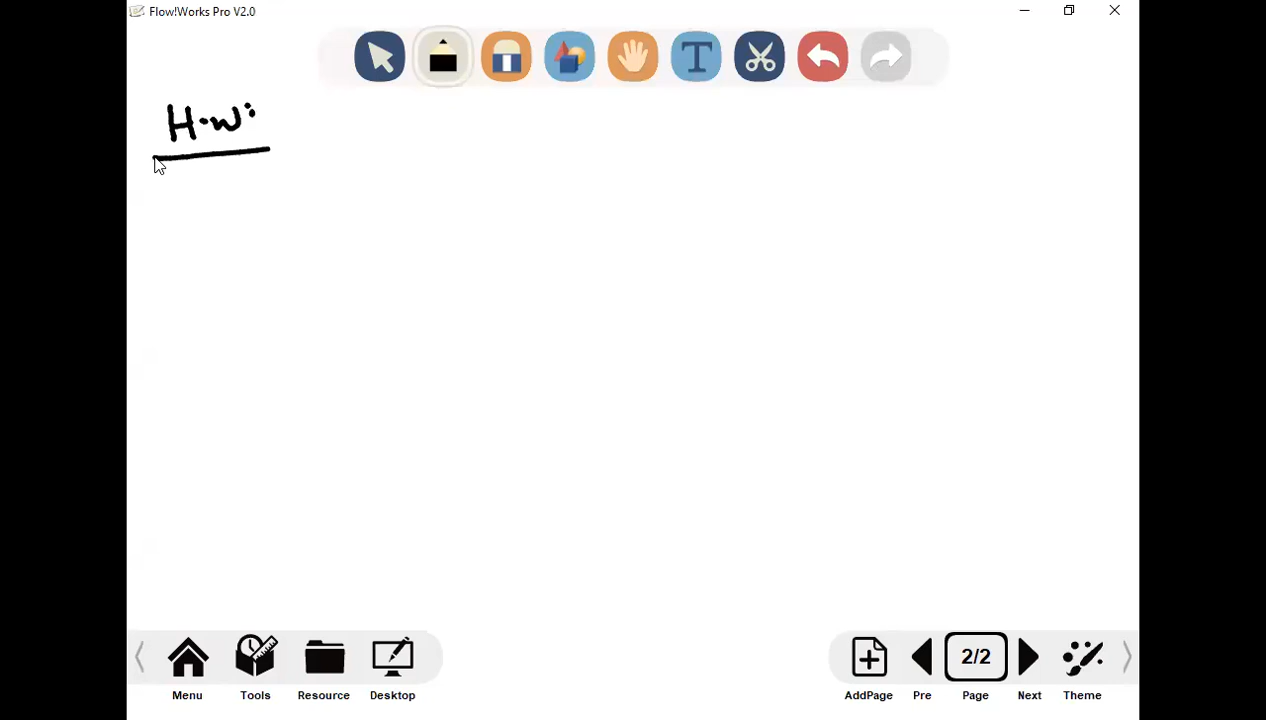 Flow!Works Pro V2.0
H.W:
Menu Tools Resource Desktop
2/2
AddPage Pre Page Next Theme